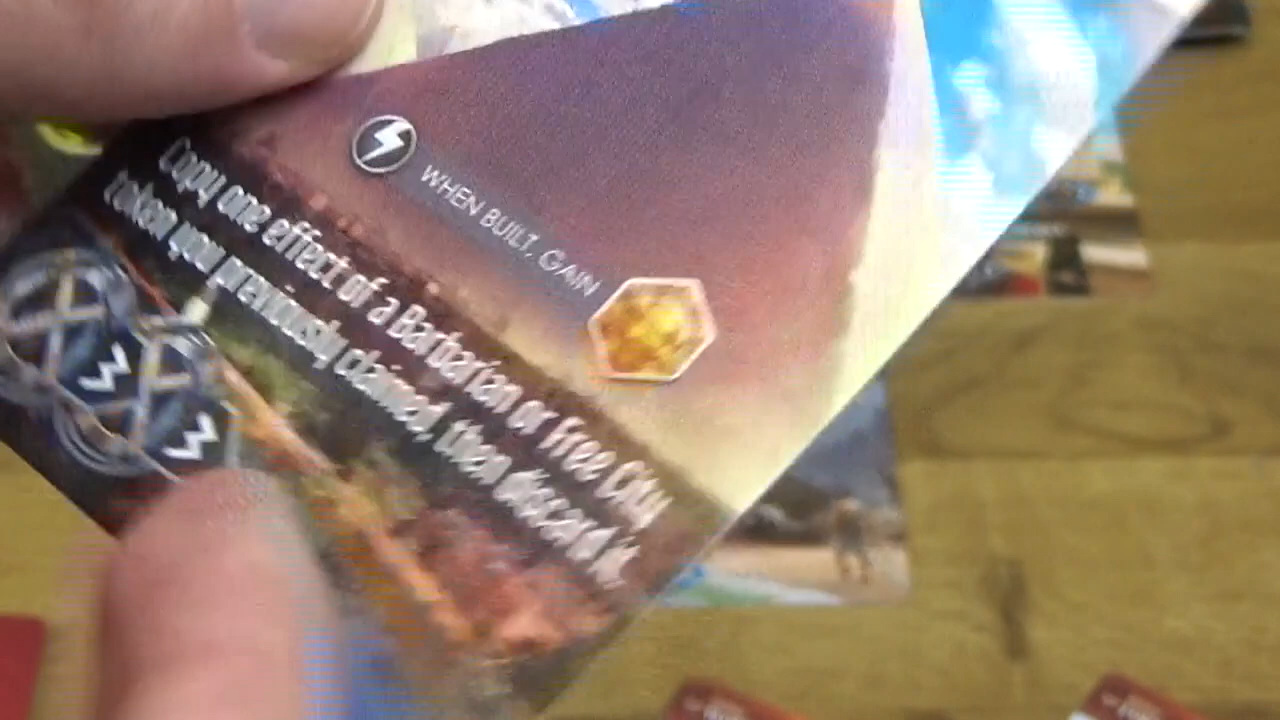 WHEN BUILT, GAIN
Copy one effect of a Barbarian or Free City
token you previously claimed, then discard it.